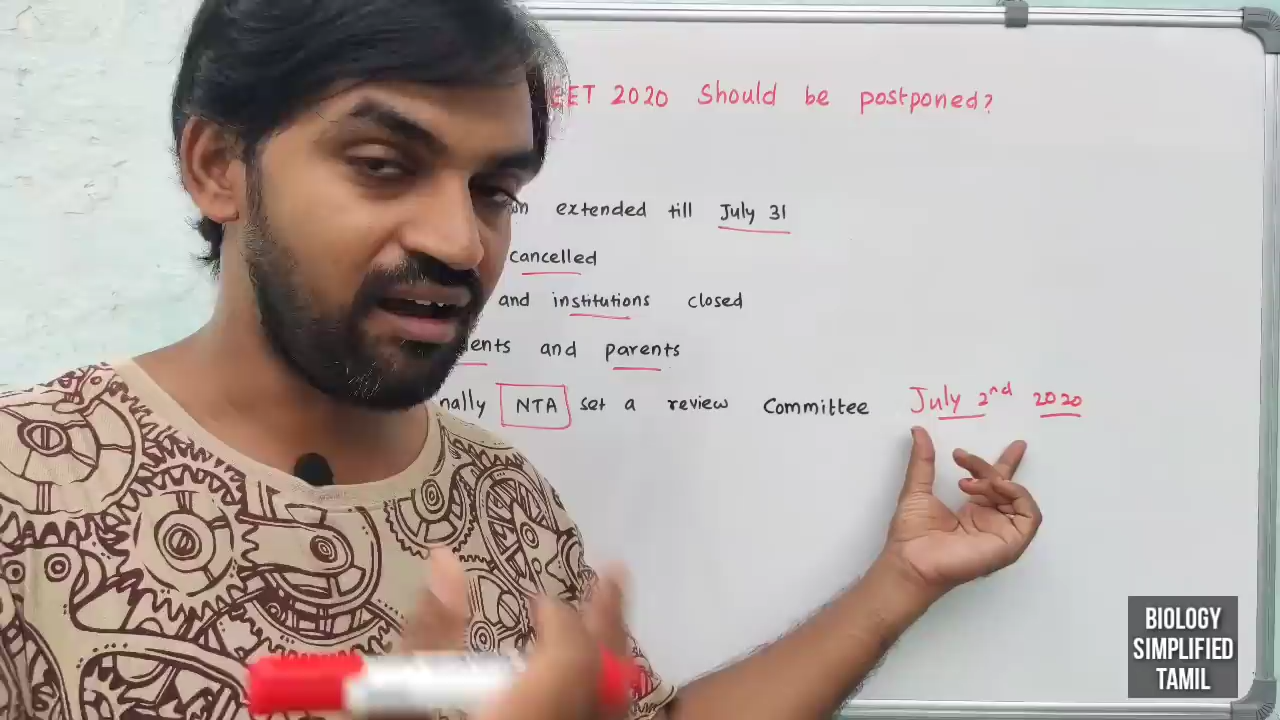 EET 2020 Should be postponed?
on extended till July 31
cancelled
and institutions closed
ents and parents
nally NTA set a review Committee July 2nd 2020
BIOLOGY
SIMPLIFIED
TAMIL